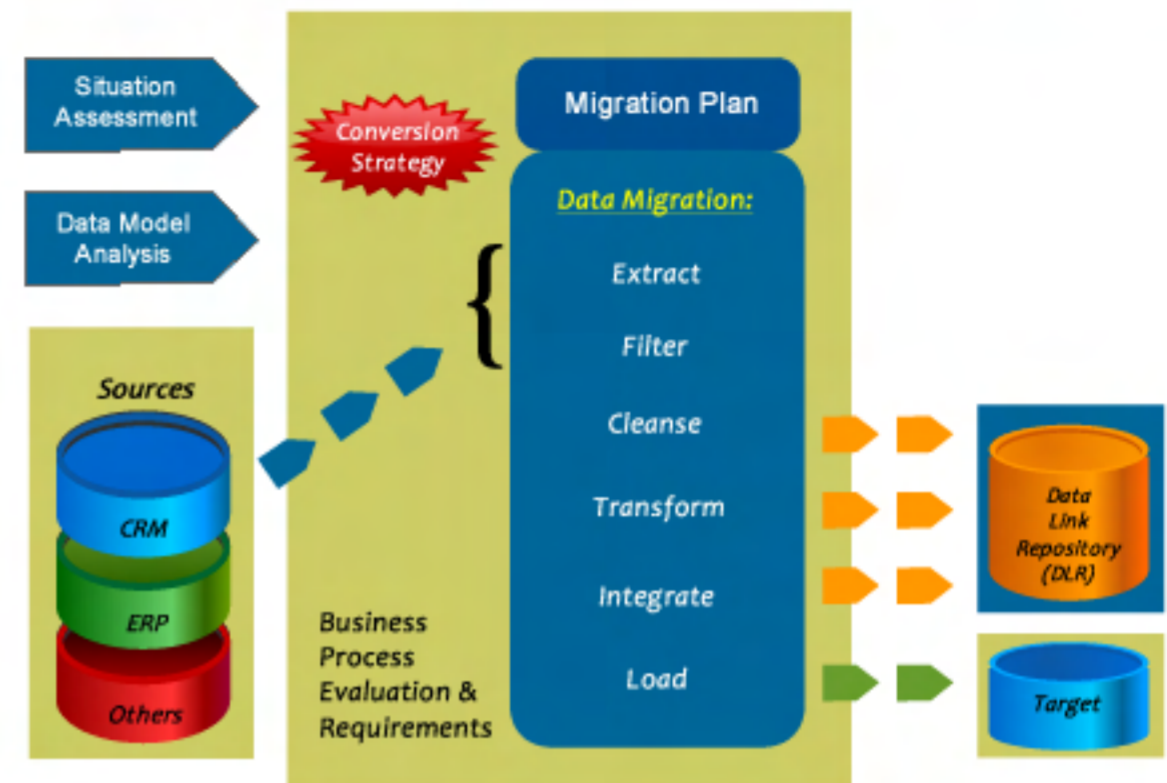 Situation
Assessment
Data Model
Analysis
Sources
CRM
ERP
Others
Conversion
Strategy
Business
Process
Evaluation &
Requirements
Migration Plan
Data Migration:
Extract
Filter
Cleanse
Transform
Integrate
Load
Data
Link
Repository
(DLR)
Target